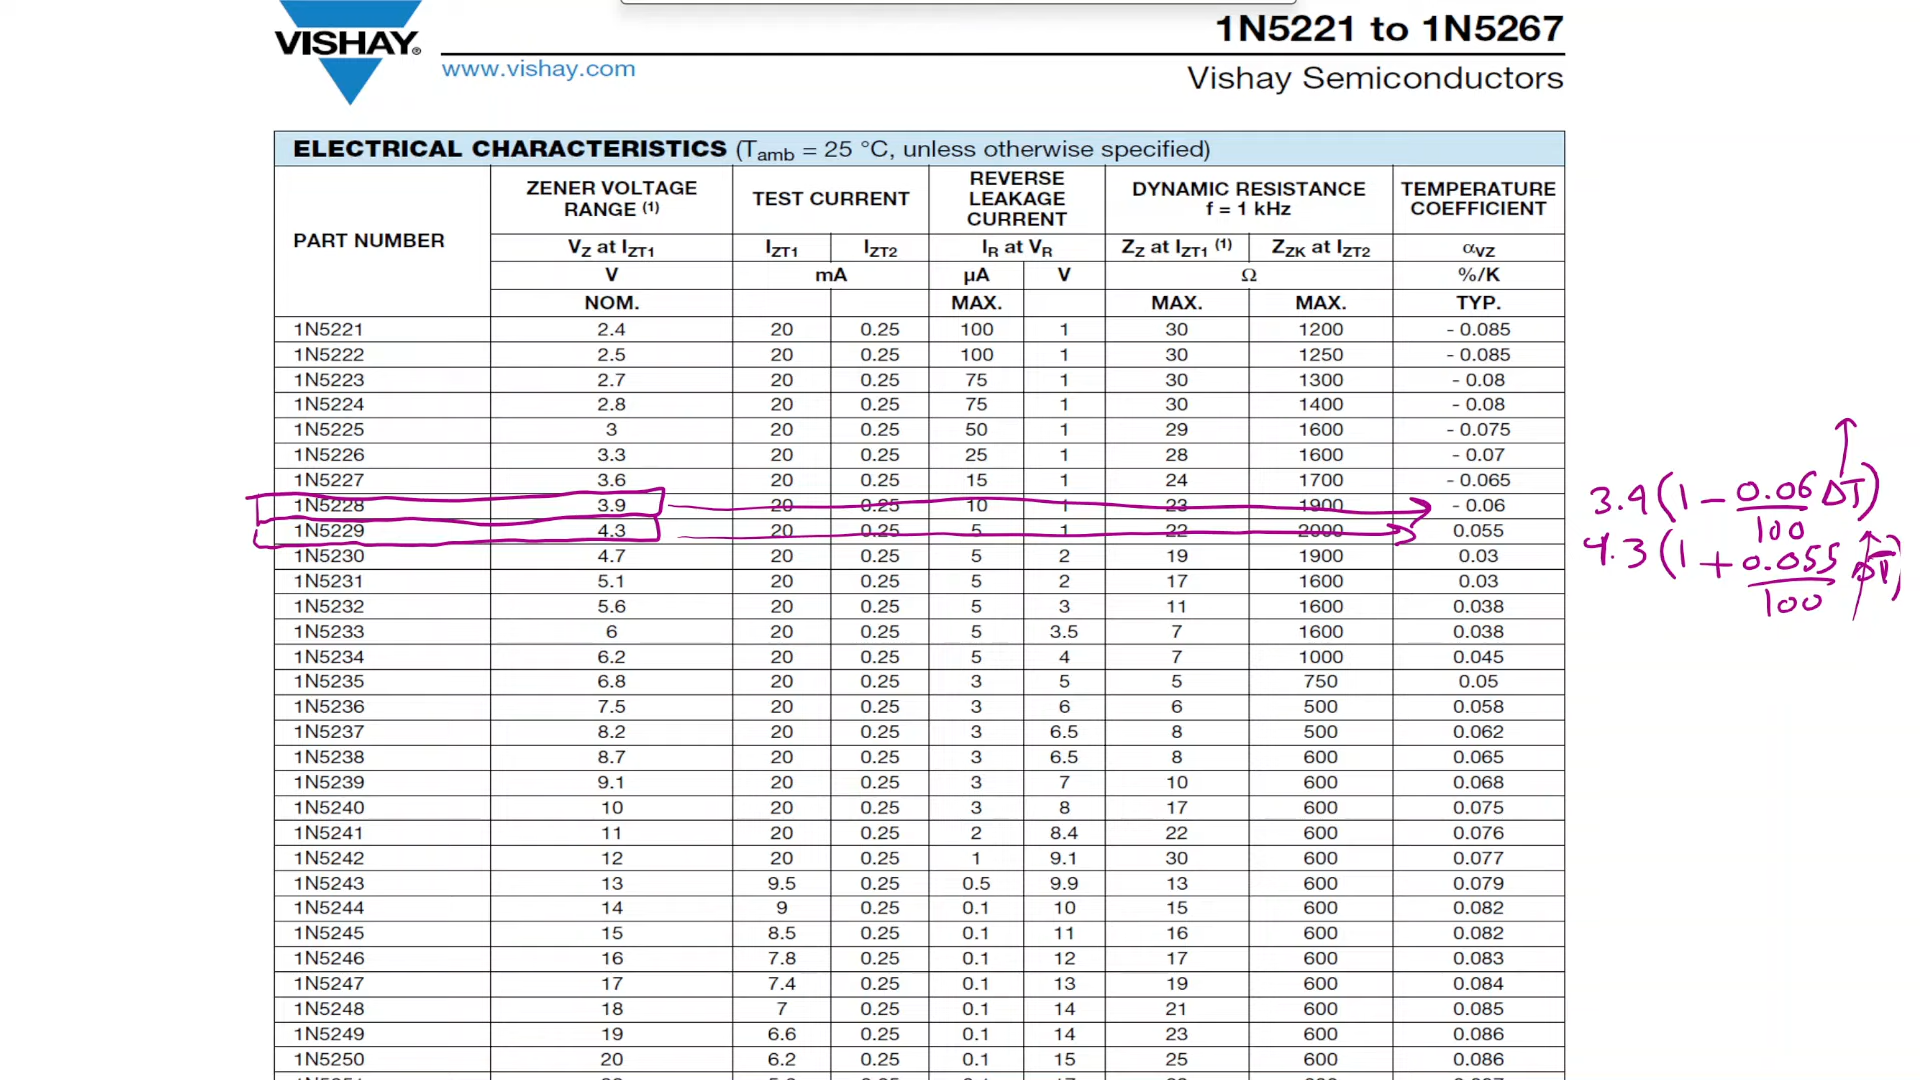 VISHAY®
1N5221 to 1N5267
www.vishay.com
Vishay Semiconductors
ELECTRICAL CHARACTERISTICS (Tamb = 25 °C, unless otherwise specified)
PART NUMBER
ZENER VOLTAGE RANGE (1)
TEST CURRENT
REVERSE LEAKAGE CURRENT
DYNAMIC RESISTANCE f = 1 kHz
TEMPERATURE COEFFICIENT
VZ at IZT1 IZT1 IZT2 IR at VR ZZ at IZT1 (1) ZZK at IZT2 αVZ
V mA μA V Ω %/K
NOM. MAX. MAX. MAX. TYP.
1N5221 2.4 20 0.25 100 1 30 1200 - 0.085
1N5222 2.5 20 0.25 100 1 30 1250 - 0.085
1N5223 2.7 20 0.25 75 1 30 1300 - 0.08
1N5224 2.8 20 0.25 75 1 30 1400 - 0.08
1N5225 3 20 0.25 50 1 29 1600 - 0.075
1N5226 3.3 20 0.25 25 1 28 1600 - 0.07
1N5227 3.6 20 0.25 15 1 24 1700 - 0.065
1N5228 3.9 20 0.25 10 1 23 1900 - 0.06
1N5229 4.3 20 0.25 5 1 22 2000 0.055
1N5230 4.7 20 0.25 5 2 19 1900 0.03
1N5231 5.1 20 0.25 5 2 17 1600 0.03
1N5232 5.6 20 0.25 5 3 11 1600 0.038
1N5233 6 20 0.25 5 3.5 7 1600 0.038
1N5234 6.2 20 0.25 5 4 7 1000 0.045
1N5235 6.8 20 0.25 3 5 5 750 0.05
1N5236 7.5 20 0.25 3 6 6 500 0.058
1N5237 8.2 20 0.25 3 6.5 8 500 0.062
1N5238 8.7 20 0.25 3 6.5 8 600 0.065
1N5239 9.1 20 0.25 3 7 10 600 0.068
1N5240 10 20 0.25 3 8 17 600 0.075
1N5241 11 20 0.25 2 8.4 22 600 0.076
1N5242 12 20 0.25 1 9.1 30 600 0.077
1N5243 13 9.5 0.25 0.5 9.9 13 600 0.079
1N5244 14 9 0.25 0.1 10 15 600 0.082
1N5245 15 8.5 0.25 0.1 11 16 600 0.082
1N5246 16 7.8 0.25 0.1 12 17 600 0.083
1N5247 17 7.4 0.25 0.1 13 19 600 0.084
1N5248 18 7 0.25 0.1 14 21 600 0.085
1N5249 19 6.6 0.25 0.1 14 23 600 0.086
1N5250 20 6.2 0.25 0.1 15 25 600 0.086
3.9 (1 - 0.06/100 ΔT)
4.3 (1 + 0.055/100 ΔT)